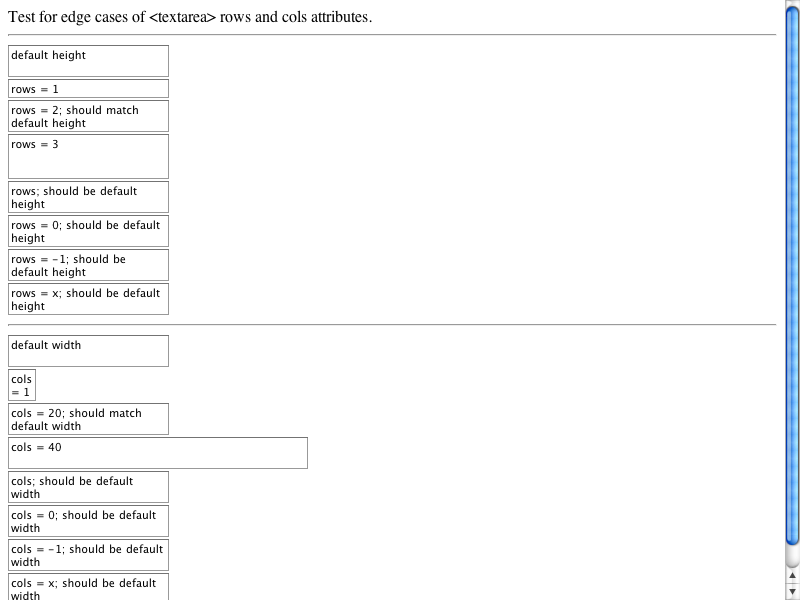 Test for edge cases of <textarea> rows and cols attributes.
default height
rows = 1
rows = 2; should match
default height
rows = 3
rows; should be default
height
rows = 0; should be default
height
rows = -1; should be
default height
rows = x; should be default
height
default width
cols
= 1
cols = 20; should match
default width
cols = 40
cols; should be default
width
cols = 0; should be default
width
cols = -1; should be default
width
cols = x; should be default
width